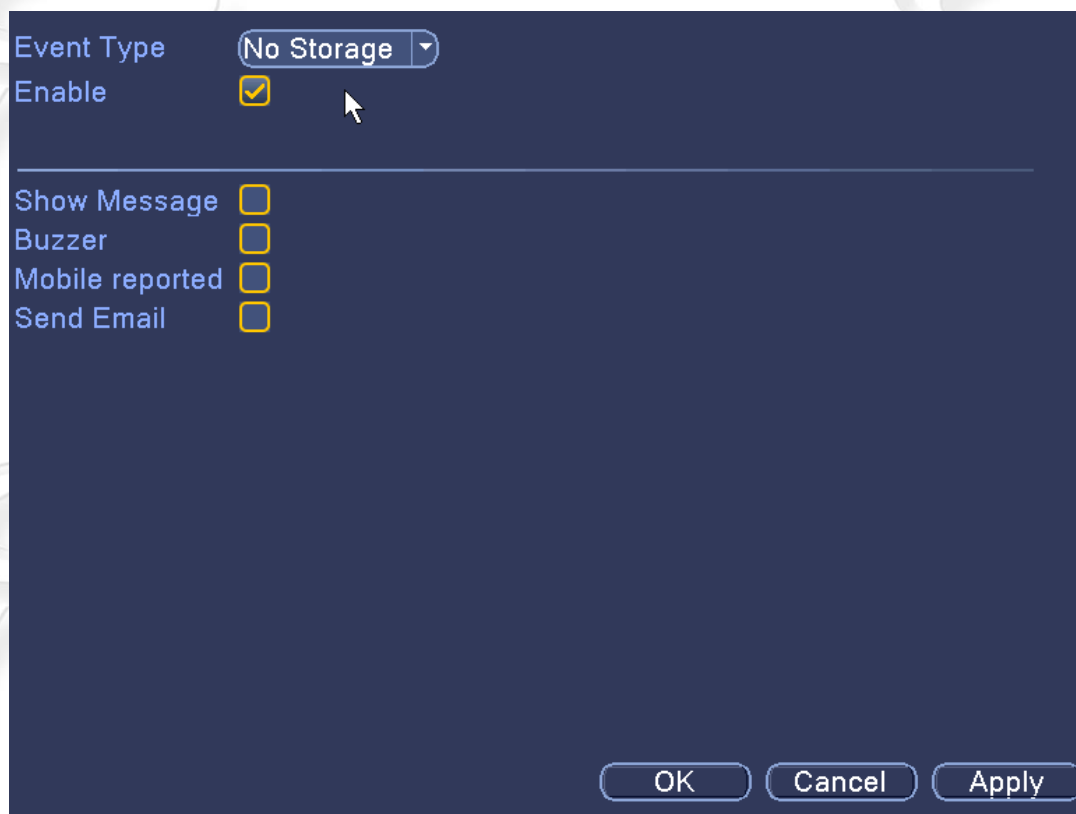 Event Type No Storage
Enable
Show Message
Buzzer
Mobile reported
Send Email
OK Cancel Apply